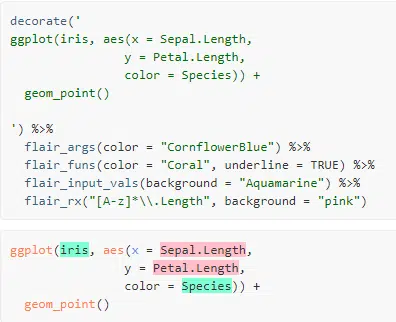 decorate('
ggplot(iris, aes(x = Sepal.Length,
                 y = Petal.Length,
                 color = Species)) +
  geom_point()

') %>%
  flair_args(color = "CornflowerBlue") %>%
  flair_funs(color = "Coral", underline = TRUE) %>%
  flair_input_vals(background = "Aquamarine") %>%
  flair_rx("[A-z]*\\.Length", background = "pink")

ggplot(iris, aes(x = Sepal.Length,
                 y = Petal.Length,
                 color = Species)) +
  geom_point()